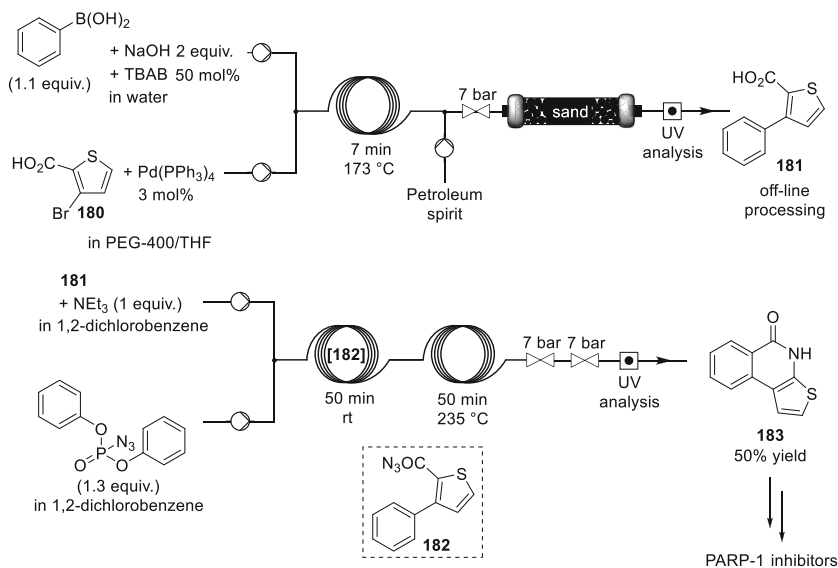 B(OH)2
+ NaOH 2 equiv.
+ TBAB 50 mol%
(1.1 equiv.)
in water
7 min
173 °C
7 bar
sand
UV
analysis
Petroleum
spirit
HO2C
S
181
off-line
processing
HO2C
S
+ Pd(PPh3)4
3 mol%
Br
180
in PEG-400/THF
181
+ NEt3 (1 equiv.)
in 1,2-dichlorobenzene
[182]
50 min
rt
50 min
235 °C
7 bar 7 bar
UV
analysis
O
NH
S
183
50% yield
O
P
N3
O
O
(1.3 equiv.)
in 1,2-dichlorobenzene
N3OC
S
182
PARP-1 inhibitors